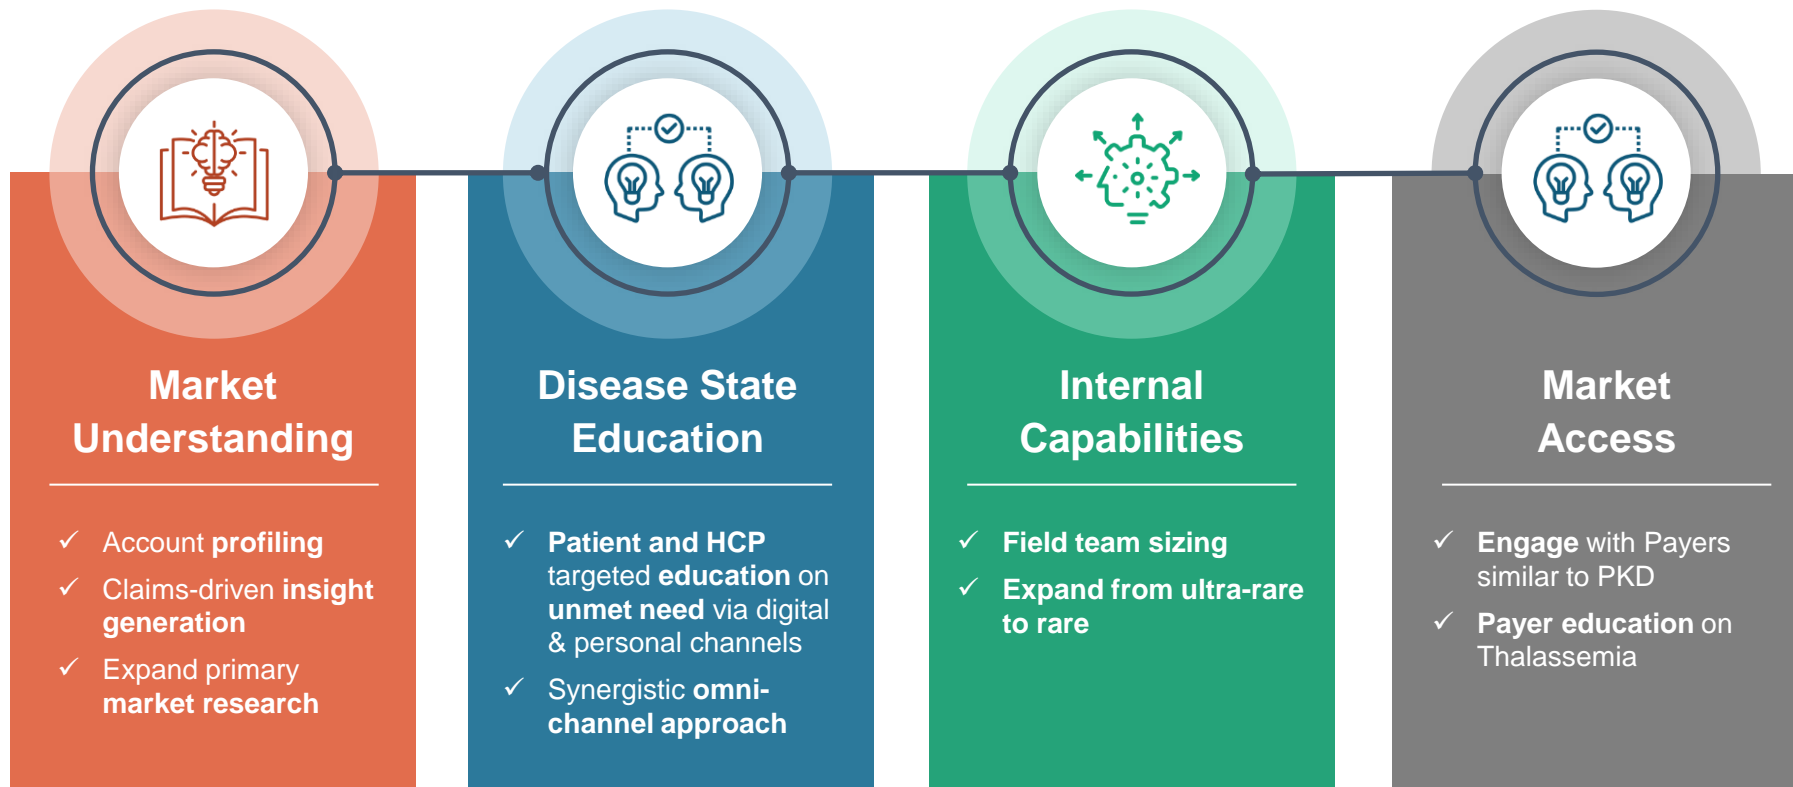 Market
Understanding
✓ Account profiling
✓ Claims-driven insight
generation
✓ Expand primary
market research
Disease State
Education
✓ Patient and HCP
targeted education on
unmet need via digital
& personal channels
✓ Synergistic omni-
channel approach
Internal
Capabilities
✓ Field team sizing
✓ Expand from ultra-rare
to rare
Market
Access
✓ Engage with Payers
similar to PKD
✓ Payer education on
Thalassemia